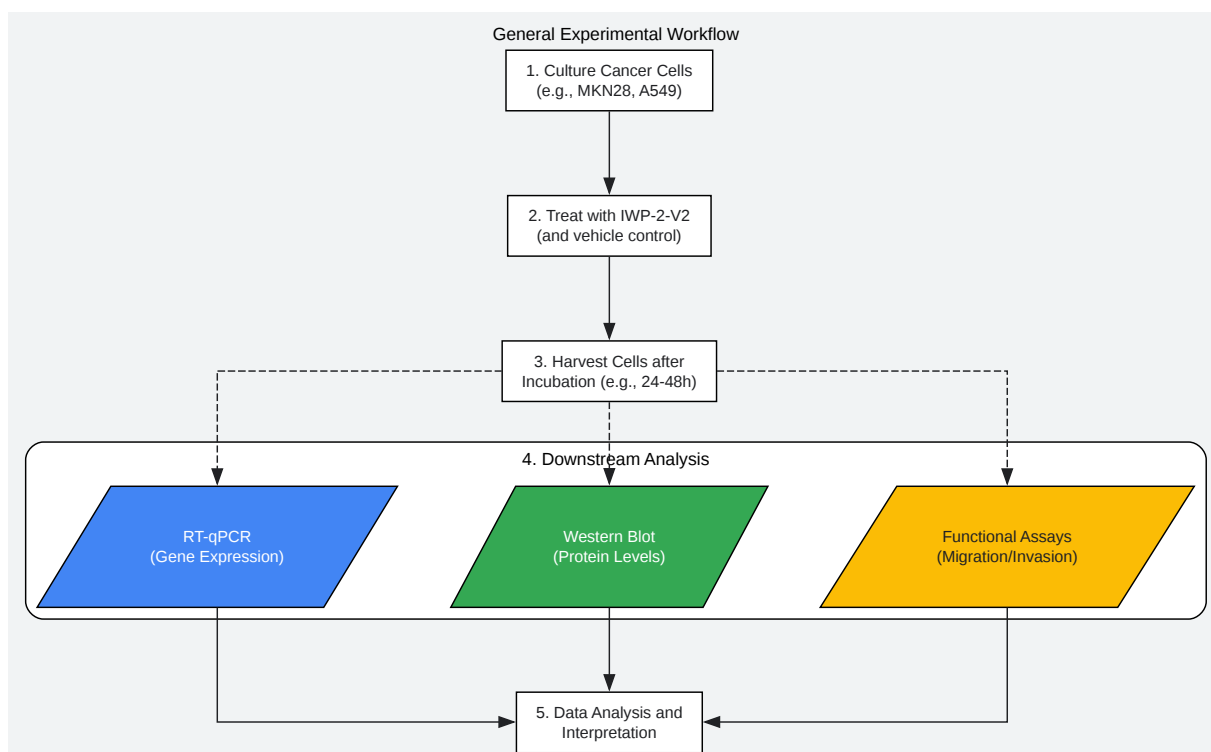 General Experimental Workflow
1. Culture Cancer Cells
(e.g., MKN28, A549)
2. Treat with IWP-2-V2
(and vehicle control)
3. Harvest Cells after
Incubation (e.g., 24-48h)
4. Downstream Analysis
RT-qPCR
(Gene Expression)
Western Blot
(Protein Levels)
Functional Assays
(Migration/Invasion)
5. Data Analysis and
Interpretation